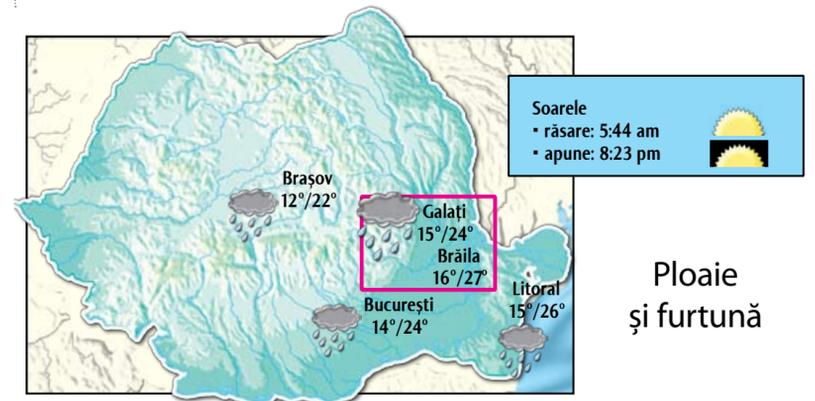 Soarele
▪ răsare: 5:44 am
▪ apune: 8:23 pm
Brașov
12°/22°
Galați
15°/24°
Brăila
16°/27°
Litoral
15°/26°
București
14°/24°
Ploaie
și furtună